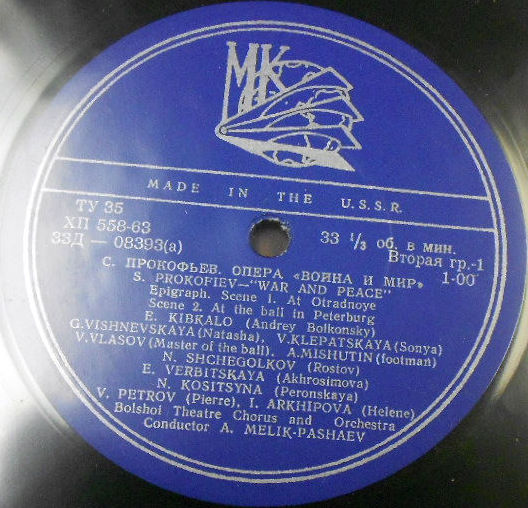 МК
MADE IN THE U.S.S.R.
ТУ 35
ХП 558-63
33Д — 08393(а)
33 ⅓ об. в мин.
Вторая гр.-1
1-00
С. ПРОКОФЬЕВ. ОПЕРА «ВОЙНА И МИР»
S. PROKOFIEV—"WAR AND PEACE"
Epigraph. Scene 1. At Otradnoye
Scene 2. At the ball in Peterburg
E. KIBKALO (Andrey Bolkonsky)
G.VISHNEVSKAYA (Natasha), V.KLEPATSKAYA (Sonya)
V.VLASOV (Master of the ball), A.MISHUTIN (footman)
N. SHCHEGOLKOV (Rostov)
E. VERBITSKAYA (Akhrosimova)
N. KOSITSYNA (Peronskaya)
V. PETROV (Pierre), I. ARKHIPOVA (Helene)
Bolshoi Theatre Chorus and Orchestra
Conductor A. MELIK-PASHAEV